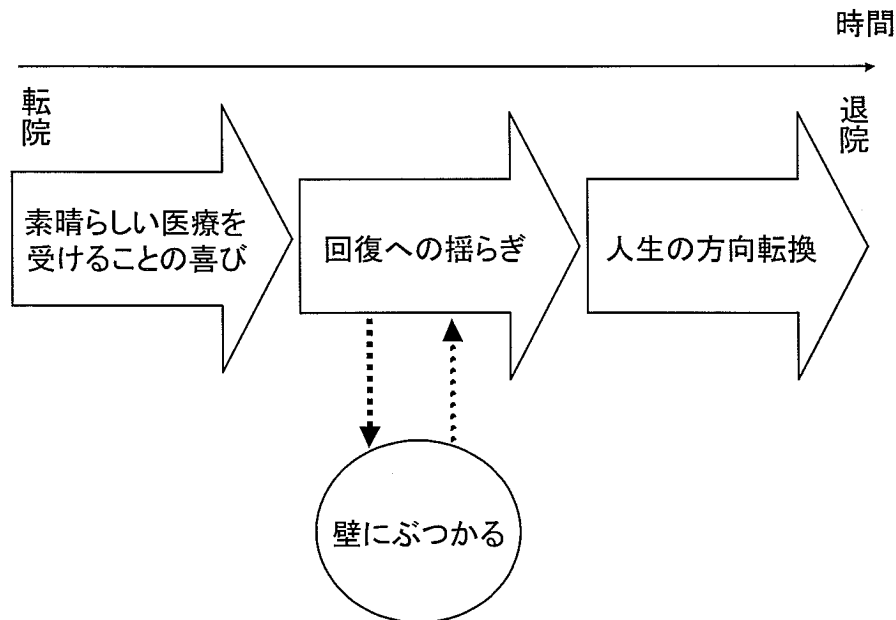 時間
転院
退院
素晴らしい医療を
受けることの喜び
回復への揺らぎ
人生の方向転換
壁にぶつかる